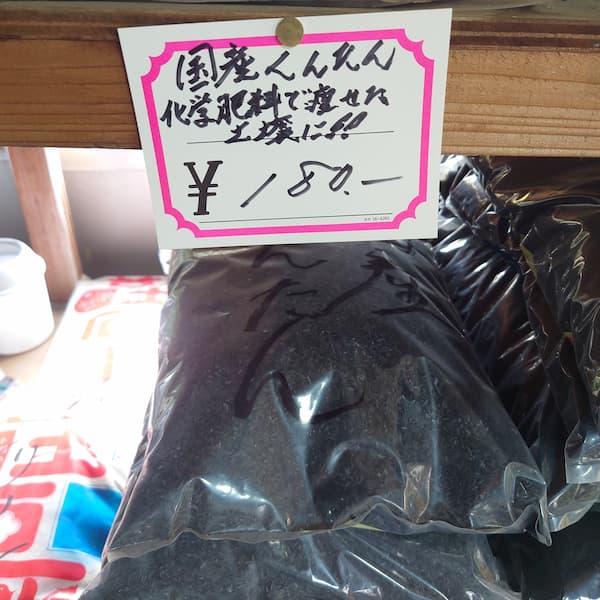 国産くんたん
化学肥料で痩せた
土壌に!!
¥180.-
んたん
産